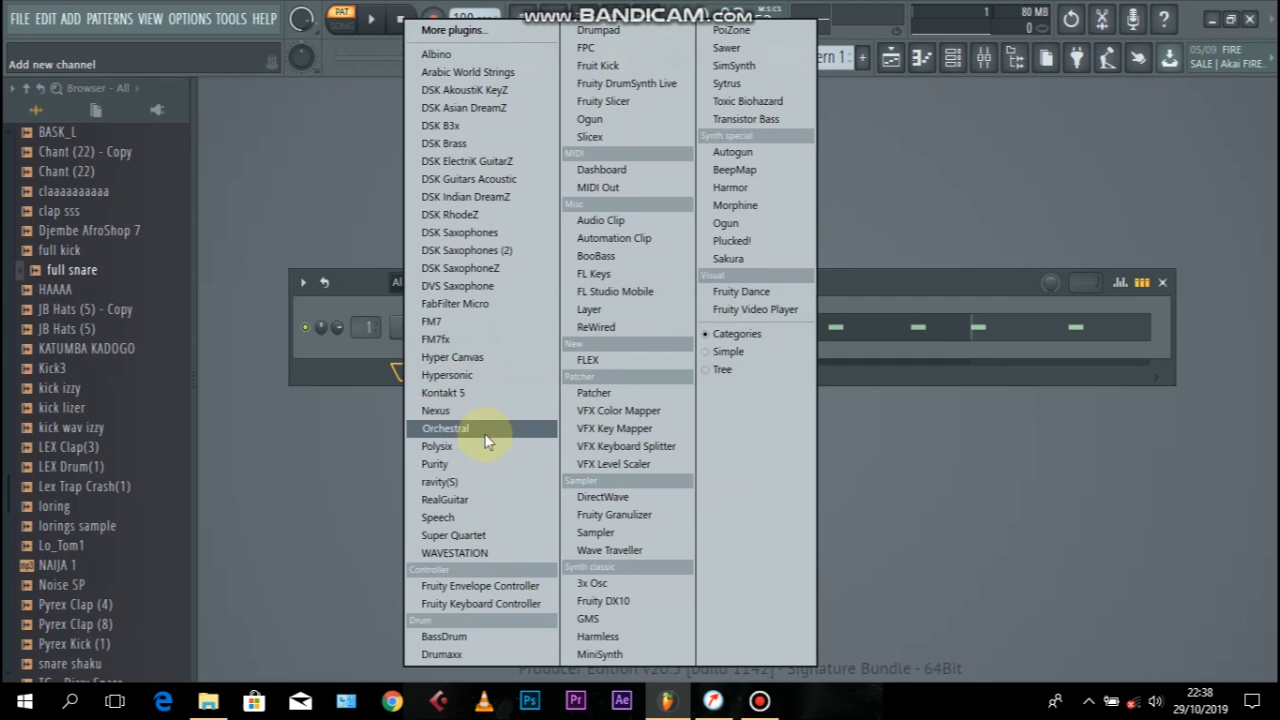 FILE EDIT ADD PATTERNS VIEW OPTIONS TOOLS HELP
PAT
SONG
www.BANDICAM.com
M:S:CS
1
80 MB
0
Add new channel
05/09 FIRE
SALE | Akai FIRE...
Browser - All
BASK_L
Chant (22) - Copy
Chant (22)
claaaaaaaaaa
clap sss
Djembe AfroShop 7
full kick
full snare
HAAAA
JB Hats (5) - Copy
JB Hats (5)
KATUMBA KADOGO
Kick3
kick izzy
kick lizer
kick wav izzy
LEX Clap(3)
LEX Drum(1)
Lex Trap Crash(1)
loring
lorings sample
Lo_Tom1
NAIJA 1
Noise SP
Pyrex Clap (4)
Pyrex Clap (8)
Pyrex Kick (1)
snare shaku
More plugins...
Albino
Arabic World Strings
DSK AkoustiK KeyZ
DSK Asian DreamZ
DSK B3x
DSK Brass
DSK ElectriK GuitarZ
DSK Guitars Acoustic
DSK Indian DreamZ
DSK RhodeZ
DSK Saxophones
DSK Saxophones (2)
DSK SaxophoneZ
DVS Saxophone
FabFilter Micro
FM7
FM7fx
Hyper Canvas
Hypersonic
Kontakt 5
Nexus
Orchestral
Polysix
Purity
ravity(S)
RealGuitar
Speech
Super Quartet
WAVESTATION
Controller
Fruity Envelope Controller
Fruity Keyboard Controller
Drum
BassDrum
Drumaxx
Drumpad
FPC
Fruit Kick
Fruity DrumSynth Live
Fruity Slicer
Ogun
Slicex
MIDI
Dashboard
MIDI Out
Misc
Audio Clip
Automation Clip
BooBass
FL Keys
FL Studio Mobile
Layer
ReWired
New
FLEX
Patcher
Patcher
VFX Color Mapper
VFX Key Mapper
VFX Keyboard Splitter
VFX Level Scaler
Sampler
DirectWave
Fruity Granulizer
Sampler
Wave Traveller
Synth classic
3x Osc
Fruity DX10
GMS
Harmless
MiniSynth
PoiZone
Sawer
SimSynth
Sytrus
Toxic Biohazard
Transistor Bass
Synth special
Autogun
BeepMap
Harmor
Morphine
Ogun
Plucked!
Sakura
Visual
Fruity Dance
Fruity Video Player
Categories
Simple
Tree
1
Producer Edition v20.5 [build 1142] - Signature Bundle - 64Bit
Ps
Pr
Ae
22:38
29/10/2019